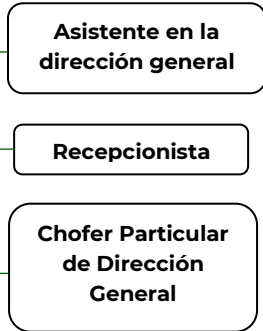 Asistente en la
dirección general
Recepcionista
Chofer Particular
de Dirección
General